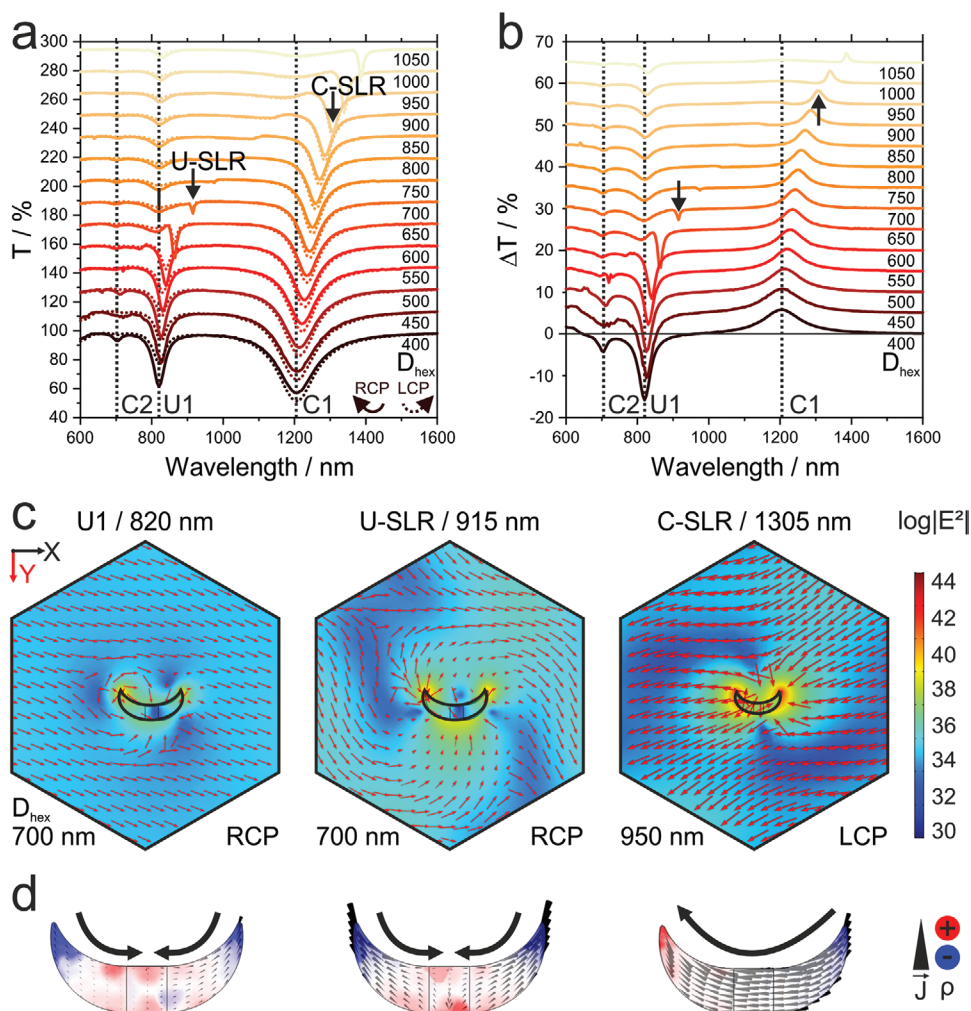 a
T / %
300
280
260
240
220
200
180
160
140
120
100
80
60
40
C-SLR
U-SLR
1050
1000
950
900
850
800
750
700
650
600
550
500
450
400
D_hex
RCP LCP
C2 U1 C1
600 800 1000 1200 1400 1600
Wavelength / nm
b
ΔT / %
70
60
50
40
30
20
10
0
-10
-20
1050
1000
950
900
850
800
750
700
650
600
550
500
450
400
D_hex
C2 U1 C1
600 800 1000 1200 1400 1600
Wavelength / nm
c
U1 / 820 nm
U-SLR / 915 nm
C-SLR / 1305 nm
log|E²|
X
Y
D_hex
700 nm RCP
700 nm RCP
950 nm LCP
44
42
40
38
36
34
32
30
d
+
-
J ρ